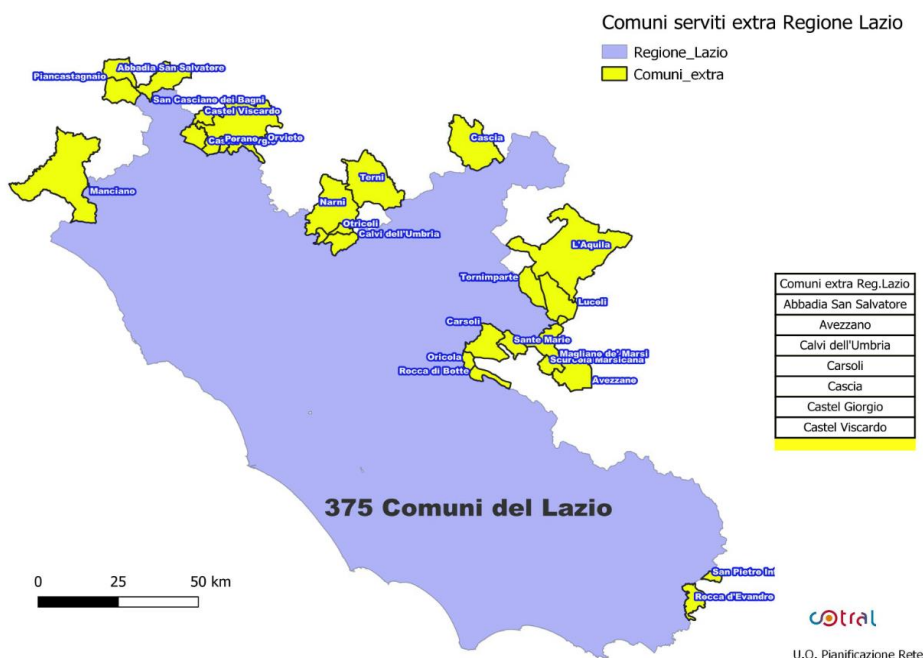 Comuni serviti extra Regione Lazio
Regione_Lazio
Comuni_extra
Abbadia San Salvatore
Piancastagnaio
San Casciano dei Bagni
Castel Viscardo
Porano
Orvieto
Cascia
Manciano
Terni
Narni
Otricoli
Calvi dell'Umbria
L'Aquila
Tornimparte
Lucoli
Carsoli
Sante Marie
Magliano de' Marsi
Scurcola Marsicana
Oricola
Rocca di Botte
Avezzano
Comuni extra Reg.Lazio
Abbadia San Salvatore
Avezzano
Calvi dell'Umbria
Carsoli
Cascia
Castel Giorgio
Castel Viscardo
375 Comuni del Lazio
0 25 50 km
San Pietro In
Rocca d'Evandro
cotral
U.O. Pianificazione Rete